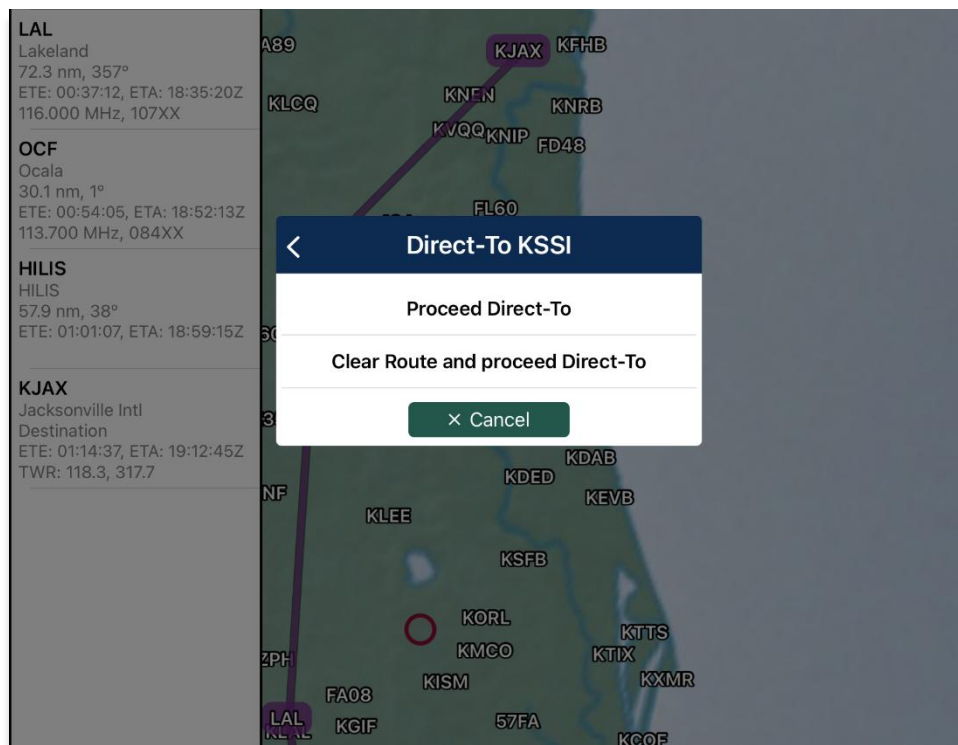 LAL
Lakeland
72.3 nm, 357°
ETE: 00:37:12, ETA: 18:35:20Z
116.000 MHz, 107XX
OCF
Ocala
30.1 nm, 1°
ETE: 00:54:05, ETA: 18:52:13Z
113.700 MHz, 084XX
HILIS
HILIS
57.9 nm, 38°
ETE: 01:01:07, ETA: 18:59:15Z
KJAX
Jacksonville Intl
Destination
ETE: 01:14:37, ETA: 19:12:45Z
TWR: 118.3, 317.7
A89
KJAX
KFHB
KLCQ
KNEN
KNRB
KVQQ
KNIP
FD48
FL60
Direct-To KSSI
Proceed Direct-To
Clear Route and proceed Direct-To
× Cancel
KDAB
KDED
NF
KEVB
KLEE
KSFB
KORL
KTTS
ZPH
KMCO
KTIX
KISM
KXMR
FA08
LAL
KGIF
57FA
KCOF